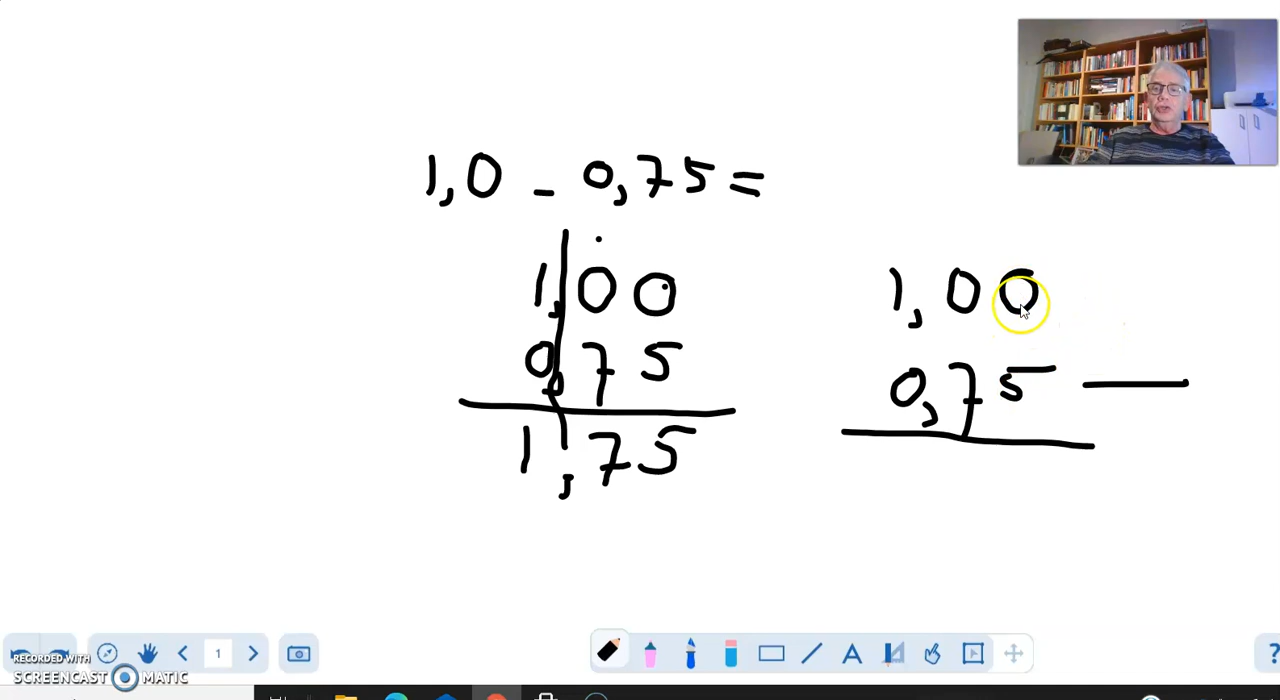 1,0 - 0,75 =
1,00
0,75
1,75
1,00
0,75 —
1
RECORDED WITH
SCREENCAST MATIC
A
?